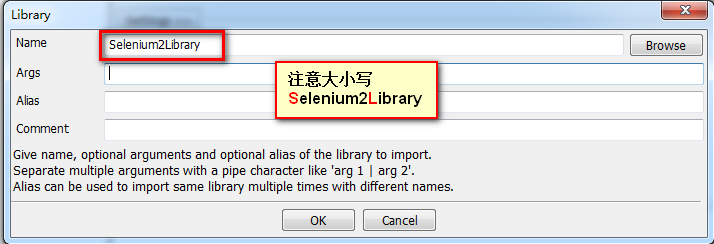 Library
Name
Selenium2Library
Browse
Args
注意大小写
Selenium2Library
Alias
Comment
Give name, optional arguments and optional alias of the library to import.
Separate multiple arguments with a pipe character like 'arg 1 | arg 2'.
Alias can be used to import same library multiple times with different names.
OK
Cancel